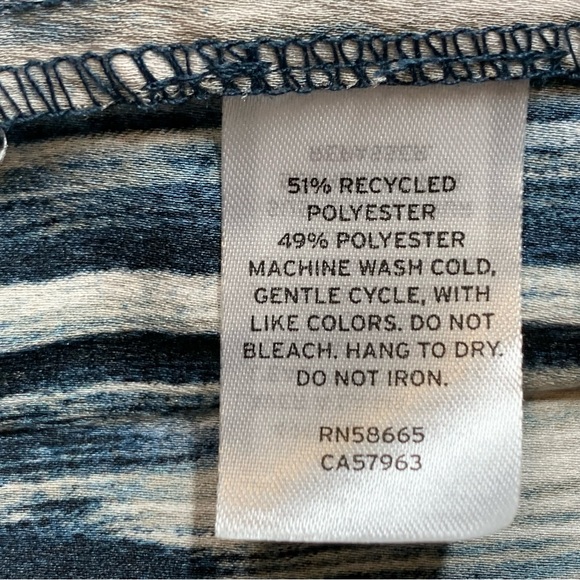 51% RECYCLED
POLYESTER
49% POLYESTER
MACHINE WASH COLD,
GENTLE CYCLE, WITH
LIKE COLORS. DO NOT
BLEACH. HANG TO DRY.
DO NOT IRON.
RN58665
CA57963